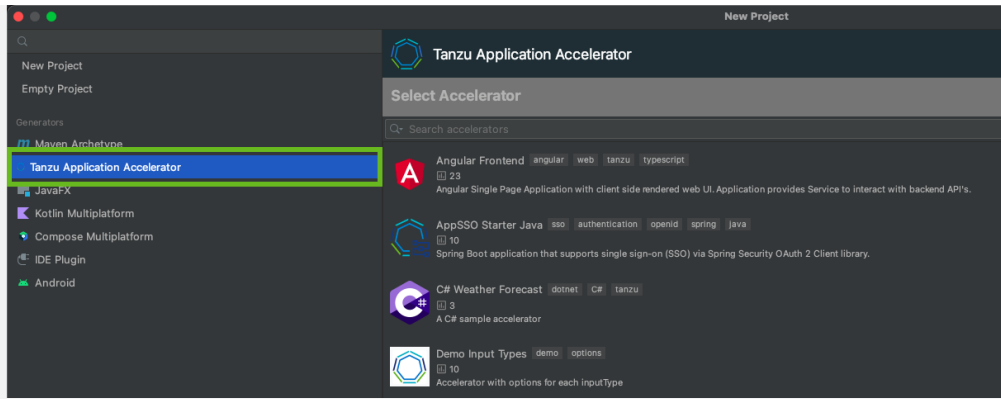 New Project
New Project
Empty Project
Generators
Maven Archetype
Tanzu Application Accelerator
JavaFX
Kotlin Multiplatform
Compose Multiplatform
IDE Plugin
Android
Tanzu Application Accelerator
Select Accelerator
Search accelerators
Angular Frontend angular web tanzu typescript
23
Angular Single Page Application with client side rendered web UI. Application provides Service to interact with backend API's.
AppSSO Starter Java sso authentication openid spring java
10
Spring Boot application that supports single sign-on (SSO) via Spring Security OAuth 2 Client library.
C# Weather Forecast dotnet C# tanzu
3
A C# sample accelerator
Demo Input Types demo options
10
Accelerator with options for each inputType